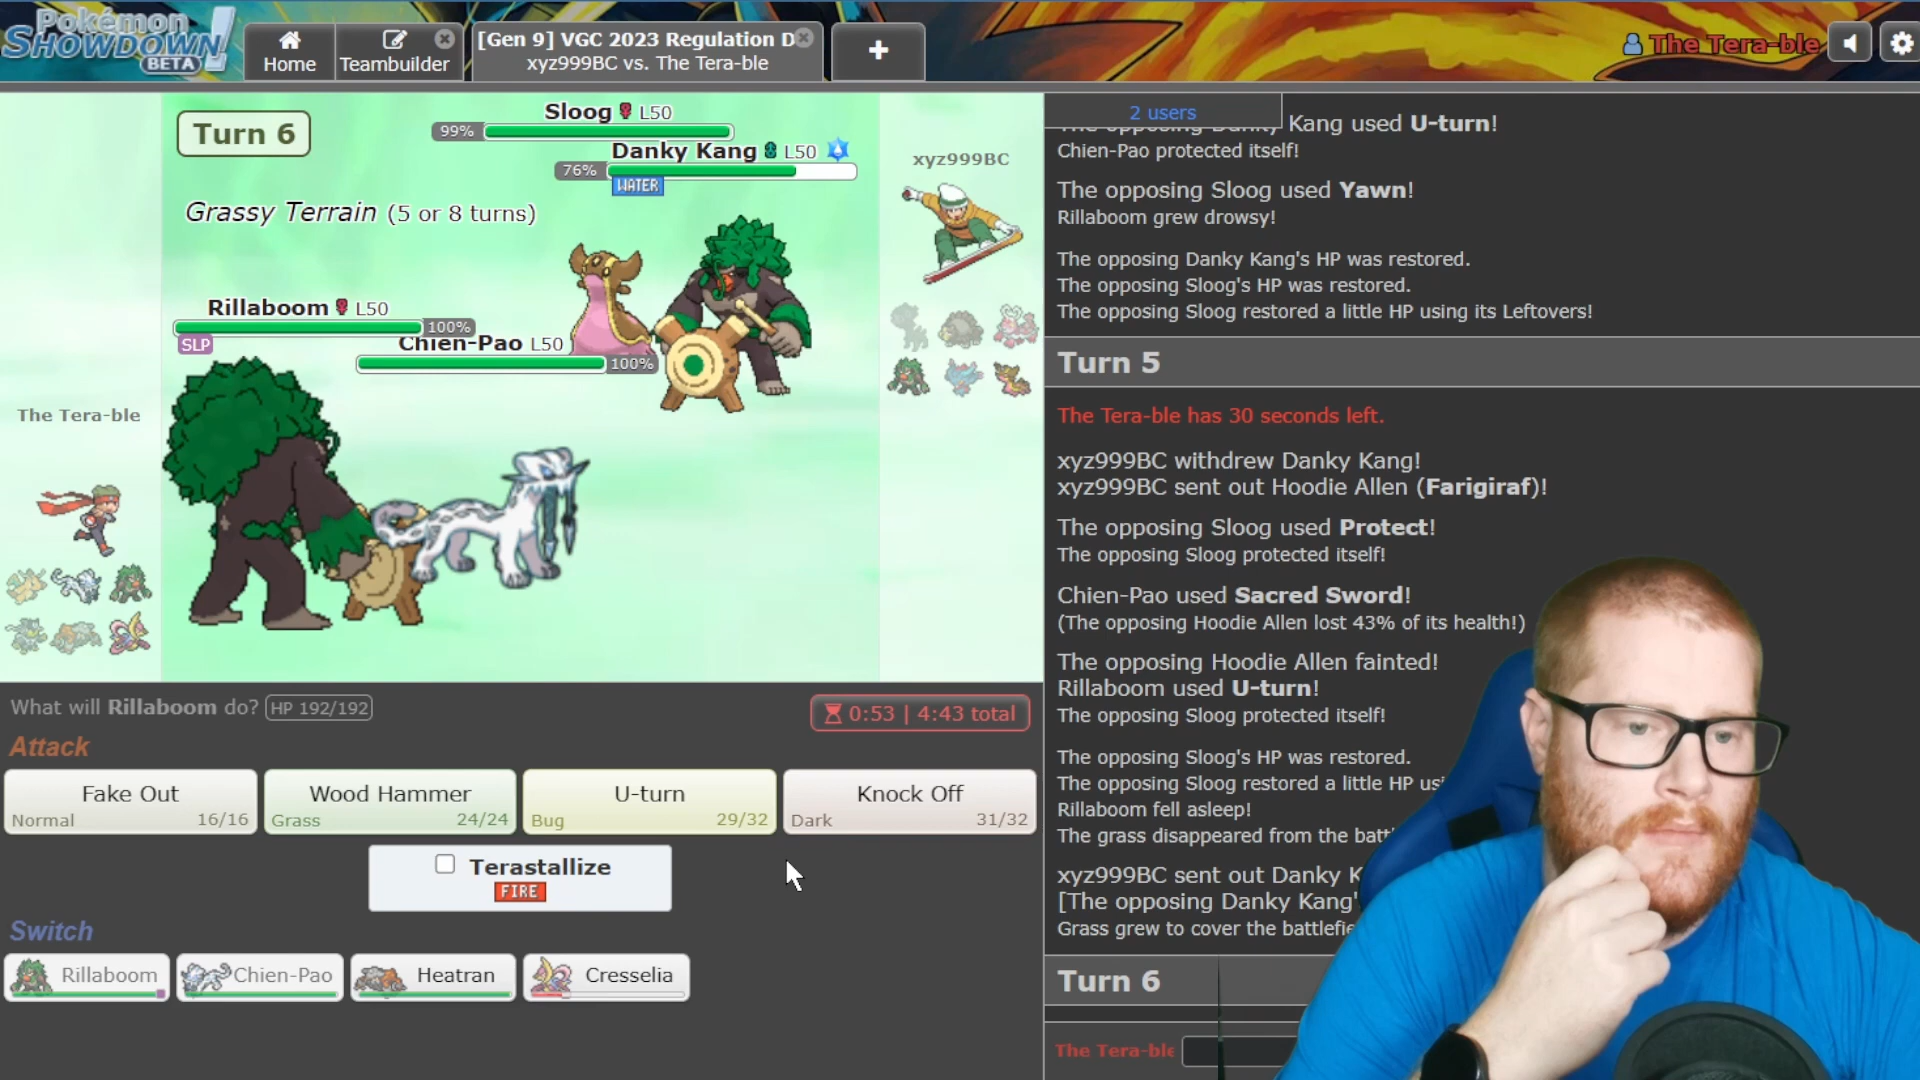 Pokémon
SHOWDOWN!
BETA
Home
Teambuilder
[Gen 9] VGC 2023 Regulation D
xyz999BC vs. The Tera-ble
+
The Tera-ble
Turn 6
Sloog L50
99%
Danky Kang L50
76%
WATER
Grassy Terrain (5 or 8 turns)
Rillaboom L50
100%
SLP
Chien-Pao L50
100%
xyz999BC
The Tera-ble
2 users
Kang used U-turn!
Chien-Pao protected itself!
The opposing Sloog used Yawn!
Rillaboom grew drowsy!
The opposing Danky Kang's HP was restored.
The opposing Sloog's HP was restored.
The opposing Sloog restored a little HP using its Leftovers!
Turn 5
The Tera-ble has 30 seconds left.
xyz999BC withdrew Danky Kang!
xyz999BC sent out Hoodie Allen (Farigiraf)!
The opposing Sloog used Protect!
The opposing Sloog protected itself!
Chien-Pao used Sacred Sword!
(The opposing Hoodie Allen lost 43% of its health!)
The opposing Hoodie Allen fainted!
Rillaboom used U-turn!
The opposing Sloog protected itself!
The opposing Sloog's HP was restored.
The opposing Sloog restored a little HP
Rillaboom fell asleep!
The grass disappeared from the
xyz999BC sent out Danky
[The opposing Danky Kang'
Grass grew to cover the
Turn 6
The Tera-ble
What will Rillaboom do? HP 192/192
0:53 | 4:43 total
Attack
Fake Out
Normal 16/16
Wood Hammer
Grass 24/24
U-turn
Bug 29/32
Knock Off
Dark 31/32
Terastallize
FIRE
Switch
Rillaboom
Chien-Pao
Heatran
Cresselia